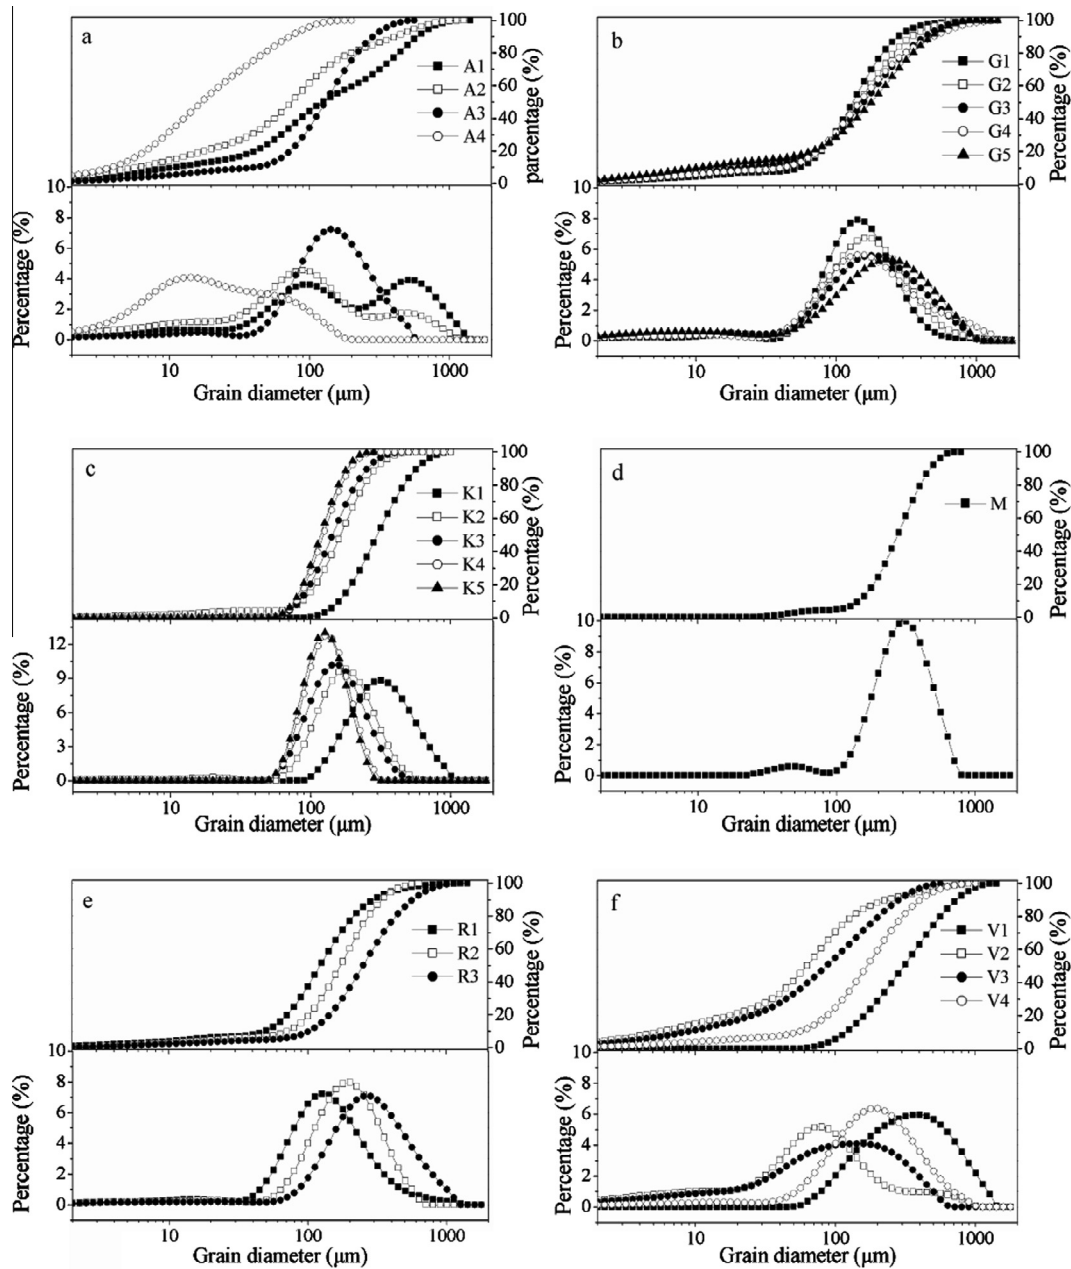 a
100
80
60
40
20
0
parcentage (%)
A1
A2
A3
A4
10
8
6
4
2
0
Percentage (%)
10
100
1000
Grain diameter (μm)
b
100
80
60
40
20
0
Percentage (%)
G1
G2
G3
G4
G5
10
8
6
4
2
0
Percentage (%)
10
100
1000
Grain diameter (μm)
c
100
80
60
40
20
0
Percentage (%)
K1
K2
K3
K4
K5
12
9
6
3
0
Percentage (%)
10
100
1000
Grain diameter (μm)
d
100
80
60
40
20
0
Percentage (%)
M
10
8
6
4
2
0
Percentage (%)
10
100
1000
Grain diameter (μm)
e
100
80
60
40
20
0
Percentage (%)
R1
R2
R3
10
8
6
4
2
0
Percentage (%)
10
100
1000
Grain diameter (μm)
f
100
80
60
40
20
0
Percentage (%)
V1
V2
V3
V4
10
8
6
4
2
0
Percentage (%)
10
100
1000
Grain diameter (μm)